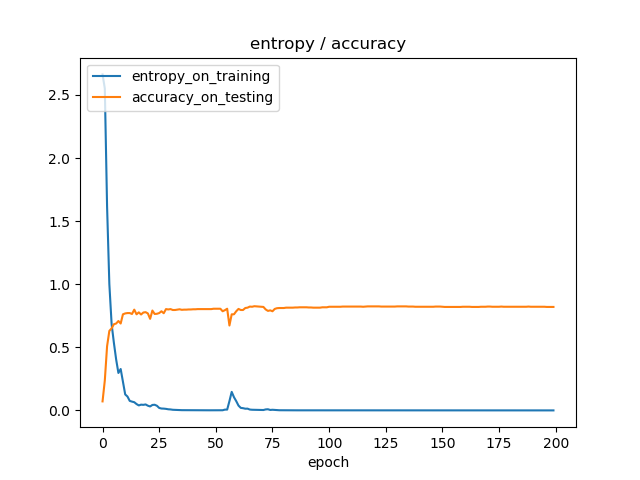 entropy / accuracy
entropy_on_training
accuracy_on_testing
2.5
2.0
1.5
1.0
0.5
0.0
0 25 50 75 100 125 150 175 200
epoch